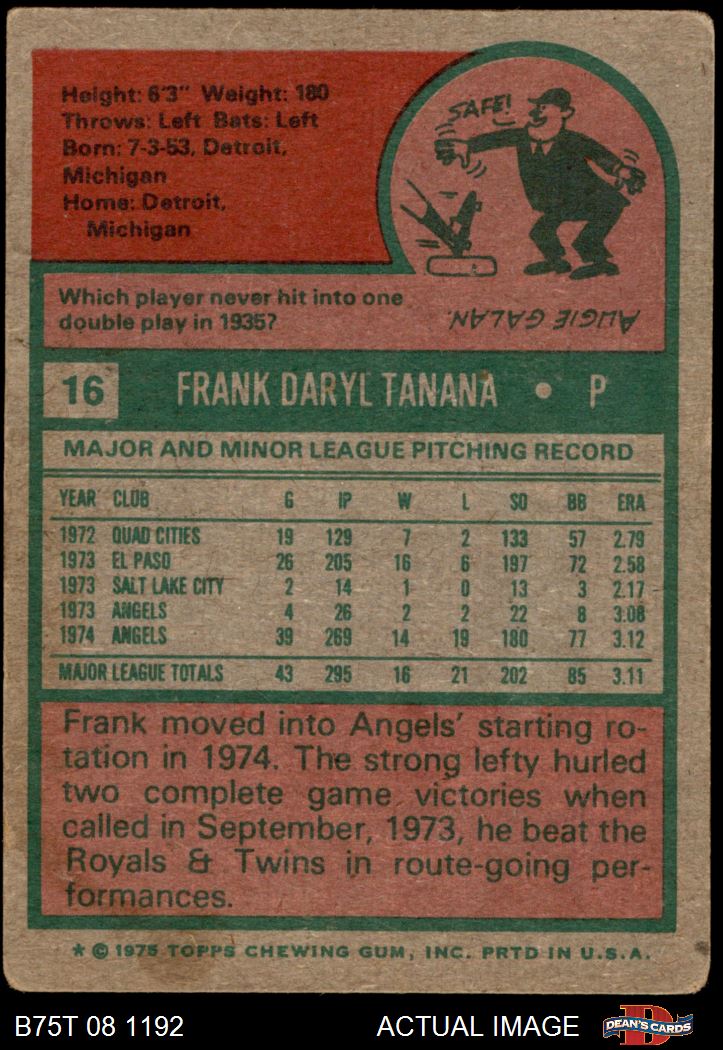 Height: 6'3" Weight: 180
Throws: Left Bats: Left
Born: 7-3-53, Detroit,
Michigan
Home: Detroit,
Michigan
SAFE!
Which player never hit into one
double play in 1935?
AUGIE GALAN.
16 FRANK DARYL TANANA • P
MAJOR AND MINOR LEAGUE PITCHING RECORD
YEAR CLUB G IP W L SO BB ERA
1972 QUAD CITIES 19 129 7 2 133 57 2.79
1973 EL PASO 26 205 16 6 197 72 2.58
1973 SALT LAKE CITY 2 14 1 0 13 3 2.17
1973 ANGELS 4 26 2 2 22 8 3.08
1974 ANGELS 39 269 14 19 180 77 3.12
MAJOR LEAGUE TOTALS 43 295 16 21 202 85 3.11
Frank moved into Angels' starting ro-
tation in 1974. The strong lefty hurled
two complete game victories when
called in September, 1973, he beat the
Royals & Twins in route-going per-
formances.
* © 1975 TOPPS CHEWING GUM, INC. PRTD IN U.S.A.
B75T 08 1192 ACTUAL IMAGE D DEAN'S CARDS